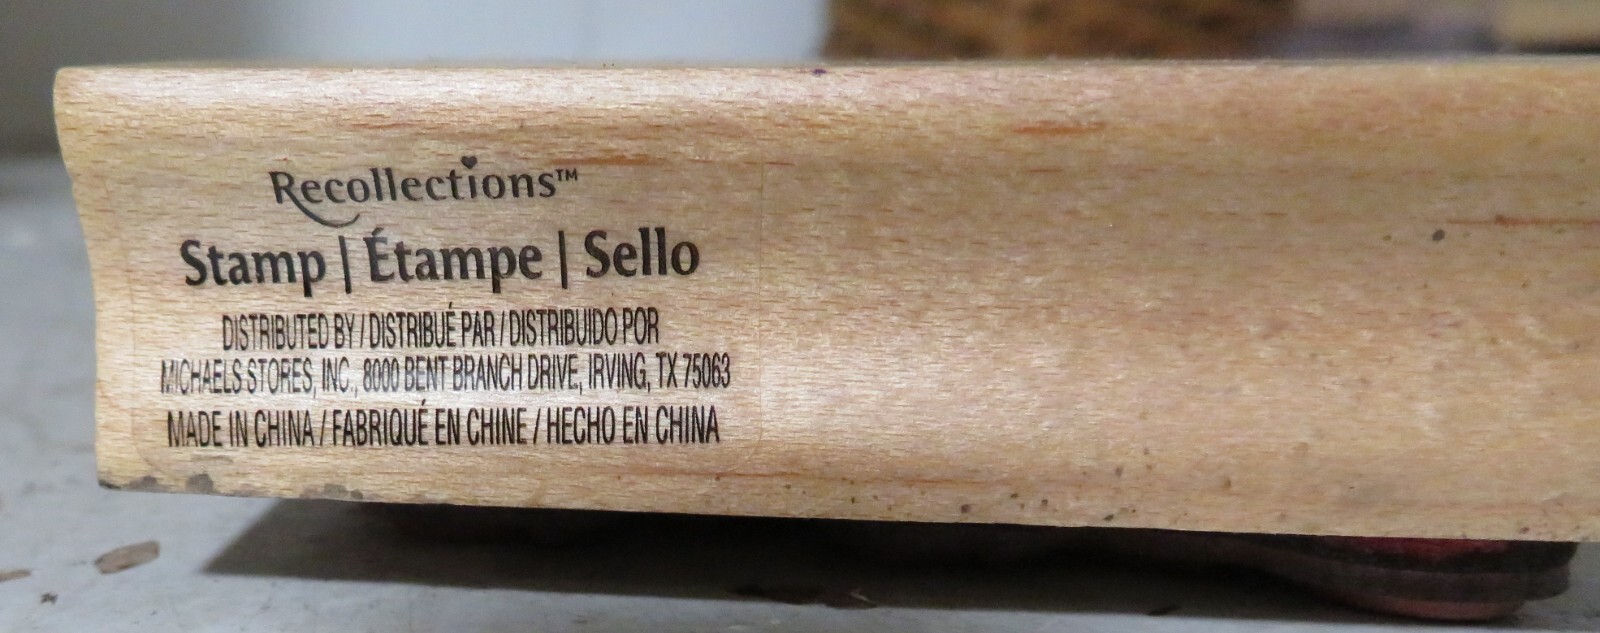 Recollections™
Stamp | Étampe | Sello
DISTRIBUTED BY / DISTRIBUÉ PAR / DISTRIBUIDO POR
MICHAELS STORES, INC., 8000 BENT BRANCH DRIVE, IRVING, TX 75063
MADE IN CHINA / FABRIQUÉ EN CHINE / HECHO EN CHINA